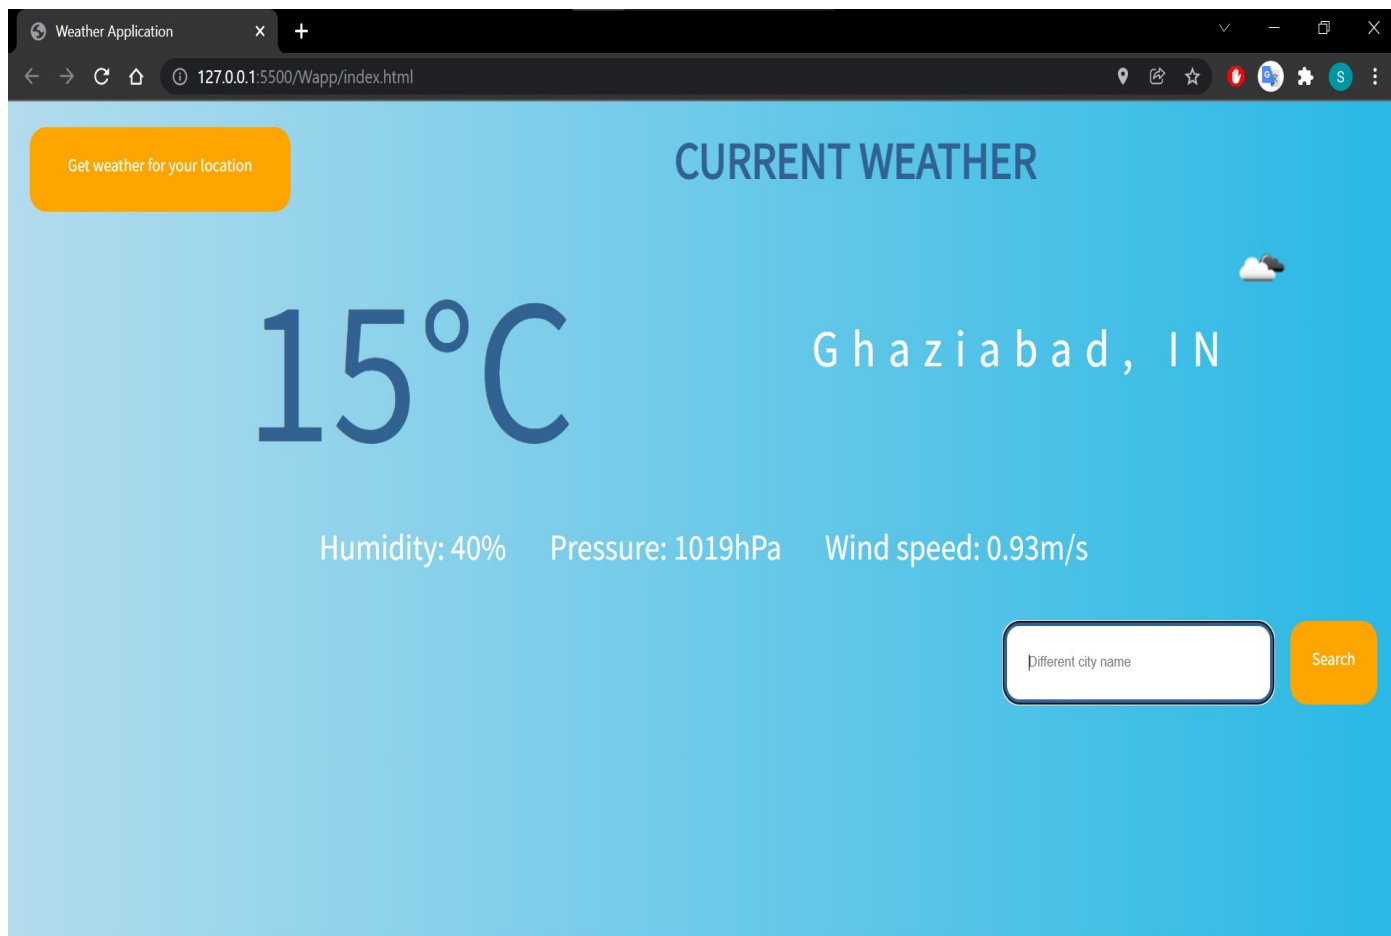 Weather Application
127.0.0.1:5500/Wapp/index.html
S
Get weather for your location
CURRENT WEATHER
15°C
Ghaziabad, IN
Humidity: 40% Pressure: 1019hPa Wind speed: 0.93m/s
Different city name
Search